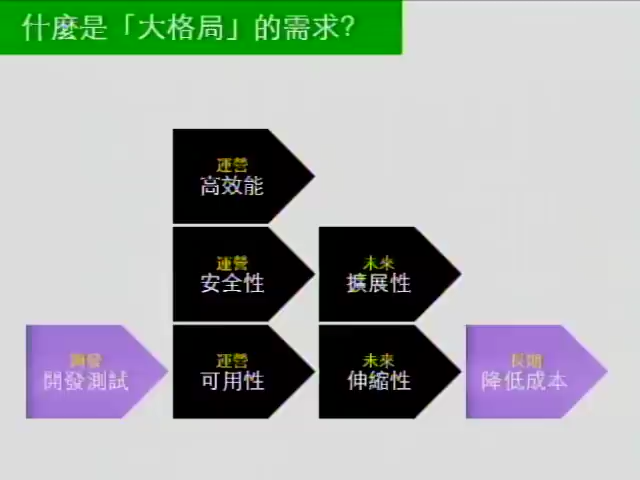 什麼是「大格局」的需求?
運營
高效能
運營
安全性
未來
擴展性
開發
開發測試
運營
可用性
未來
伸縮性
長期
降低成本